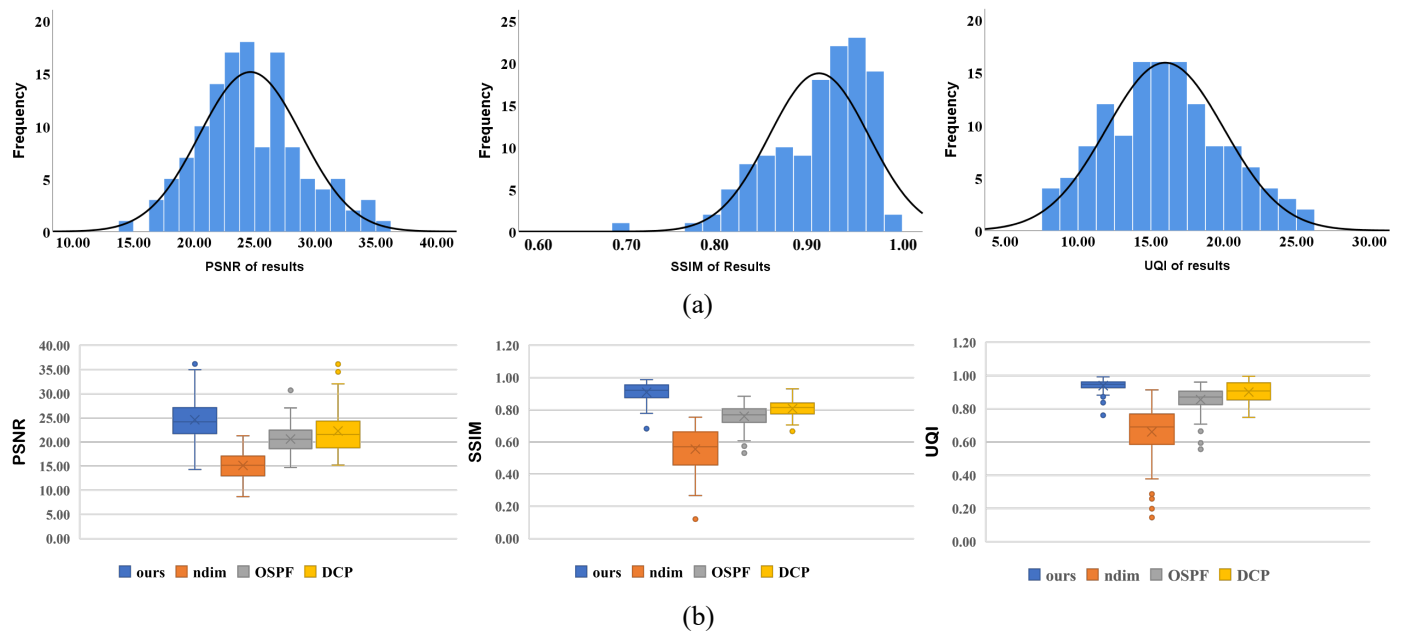 20
15
10
5
0
Frequency
10.00 15.00 20.00 25.00 30.00 35.00 40.00
PSNR of results
25
20
15
10
5
0
Frequency
0.60 0.70 0.80 0.90 1.00
SSIM of Results
20
15
10
5
0
Frequency
5.00 10.00 15.00 20.00 25.00 30.00
UQI of results
(a)
40.00
35.00
30.00
25.00
20.00
15.00
10.00
5.00
0.00
PSNR
ours ndim OSPF DCP
1.20
1.00
0.80
0.60
0.40
0.20
0.00
SSIM
ours ndim OSPF DCP
1.20
1.00
0.80
0.60
0.40
0.20
0.00
UQI
ours ndim OSPF DCP
(b)